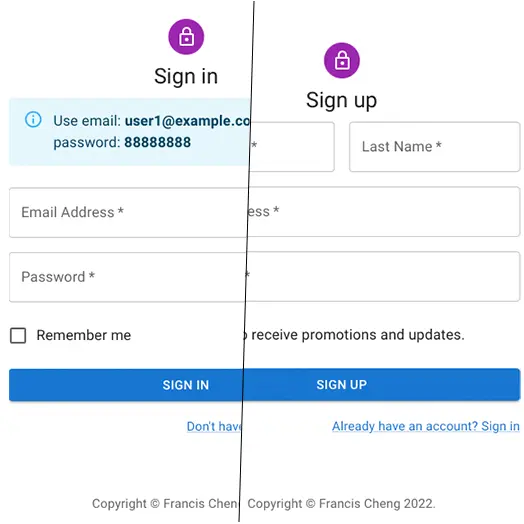 Sign in
Use email: user1@example.co
password: 88888888
Email Address *
Password *
Remember me
SIGN IN
Don't have
Copyright © Francis Chen
Sign up
*
Last Name *
ess *
*
receive promotions and updates.
SIGN UP
Already have an account? Sign in
Copyright © Francis Cheng 2022.